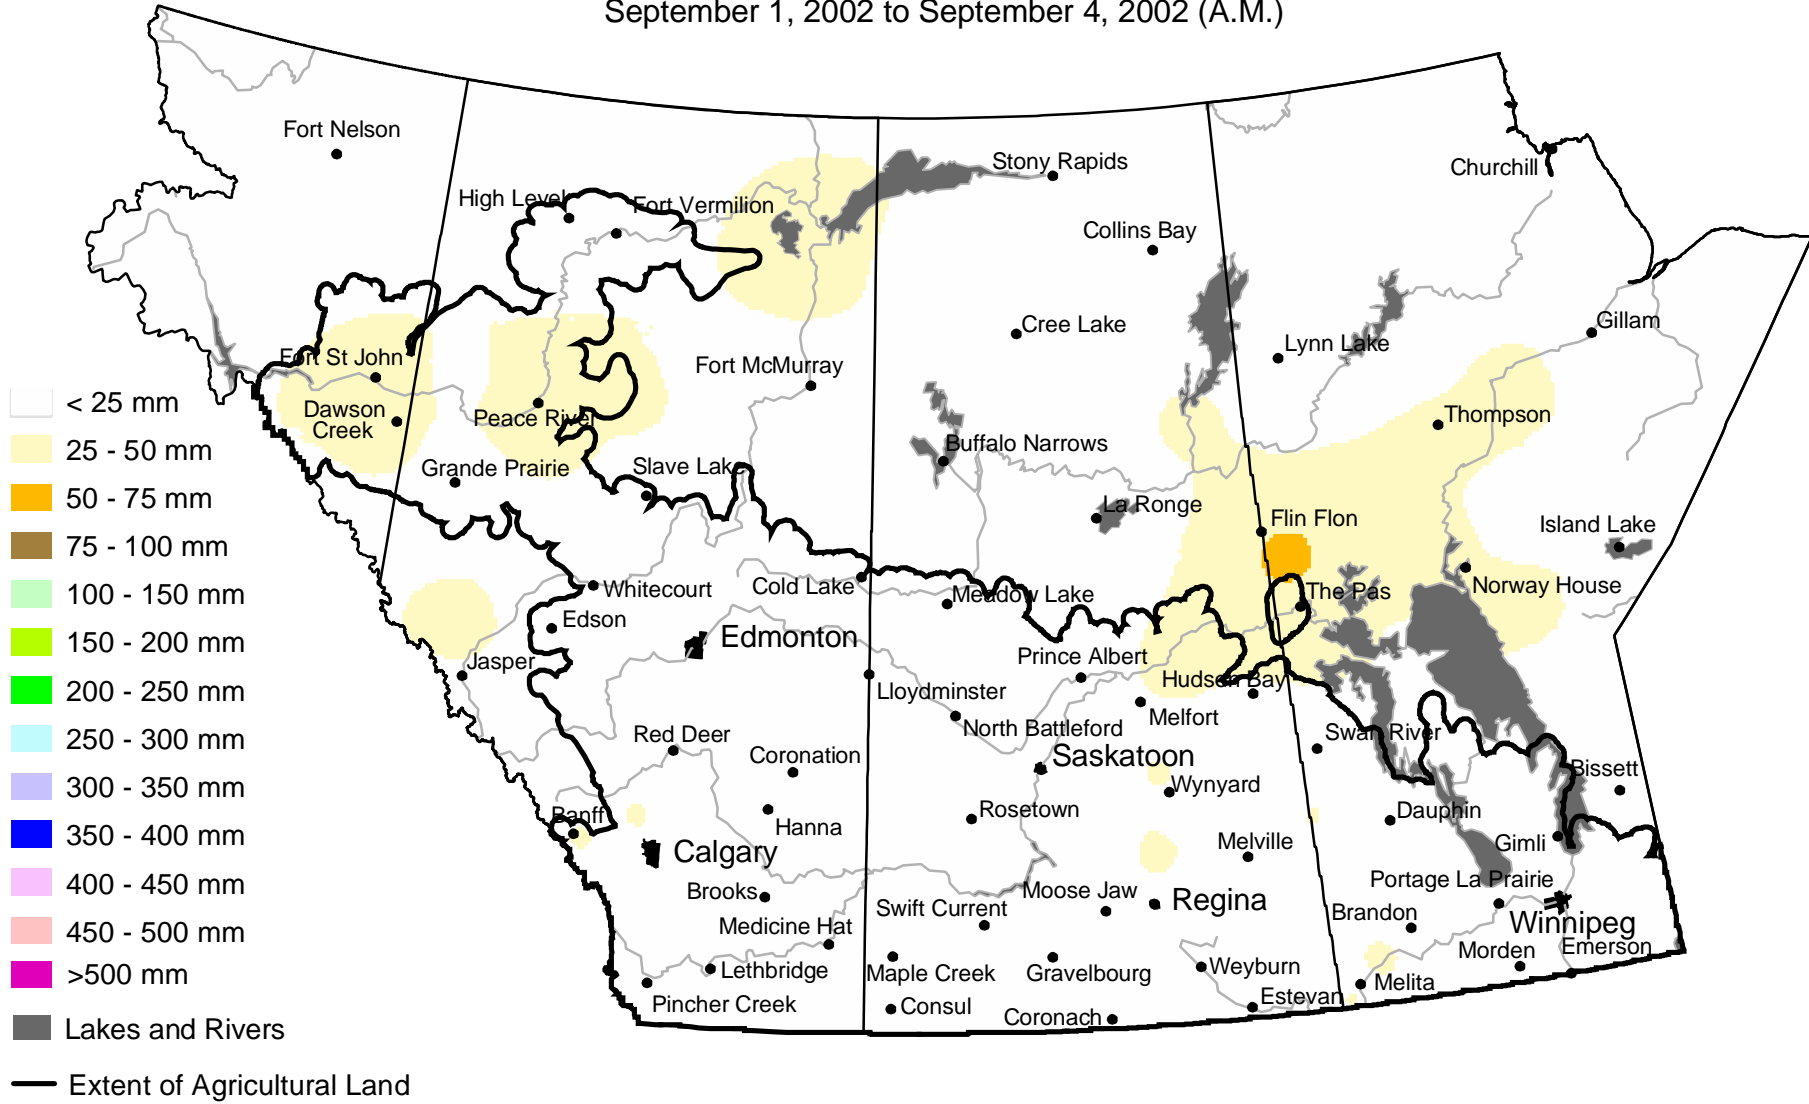 September 1, 2002 to September 4, 2002 (A.M.)
Fort Nelson
Churchill
Stony Rapids
High Level
Fort Vermilion
Collins Bay
Gillam
Cree Lake
Lynn Lake
Fort St John
Fort McMurray
< 25 mm
Dawson
Creek
Peace River
Thompson
25 - 50 mm
Buffalo Narrows
Grande Prairie
Slave Lake
50 - 75 mm
La Ronge
Flin Flon
Island Lake
75 - 100 mm
Whitecourt
Cold Lake
Meadow Lake
The Pas
Norway House
100 - 150 mm
Edson
Edmonton
150 - 200 mm
Jasper
Prince Albert
Hudson Bay
200 - 250 mm
Lloydminster
North Battleford
Melfort
250 - 300 mm
Red Deer
Coronation
Saskatoon
Swan River
Bissett
300 - 350 mm
Wynyard
Banff
Hanna
Rosetown
Dauphin
350 - 400 mm
Calgary
Melville
Gimli
400 - 450 mm
Brooks
Moose Jaw
Portage La Prairie
Swift Current
Regina
Brandon
Winnipeg
450 - 500 mm
Medicine Hat
Morden
Emerson
>500 mm
Lethbridge
Maple Creek
Gravelbourg
Weyburn
Melita
Pincher Creek
Consul
Coronach
Estevan
Lakes and Rivers
Extent of Agricultural Land